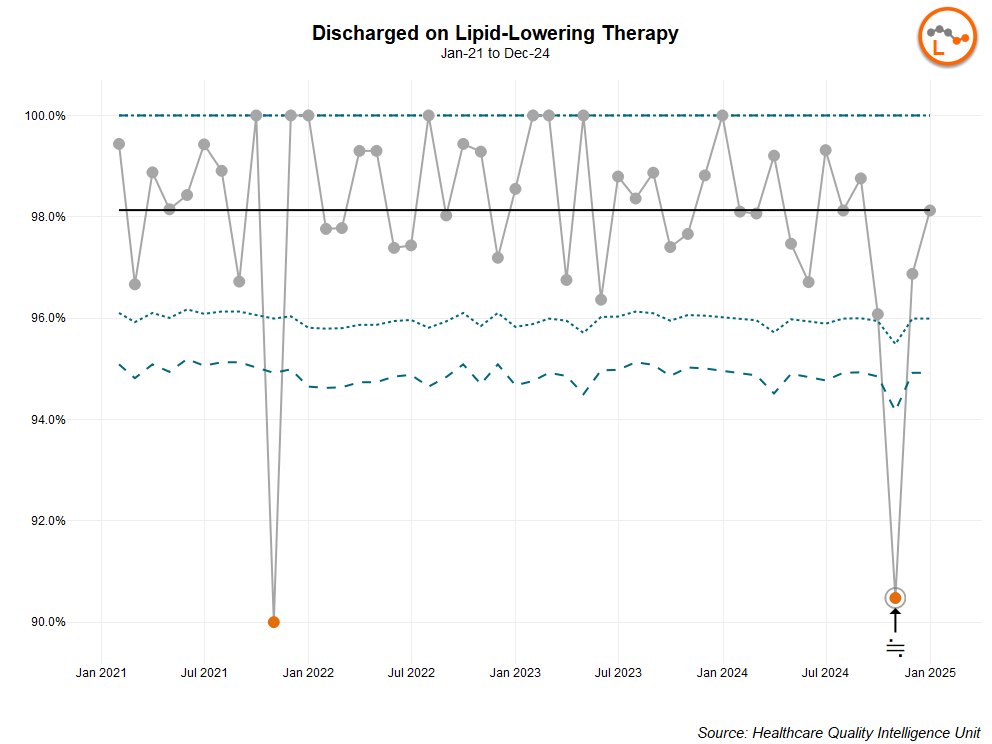 Discharged on Lipid-Lowering Therapy
Jan-21 to Dec-24
L
100.0%
98.0%
96.0%
94.0%
92.0%
90.0%
≒
Jan 2021
Jul 2021
Jan 2022
Jul 2022
Jan 2023
Jul 2023
Jan 2024
Jul 2024
Jan 2025
Source: Healthcare Quality Intelligence Unit